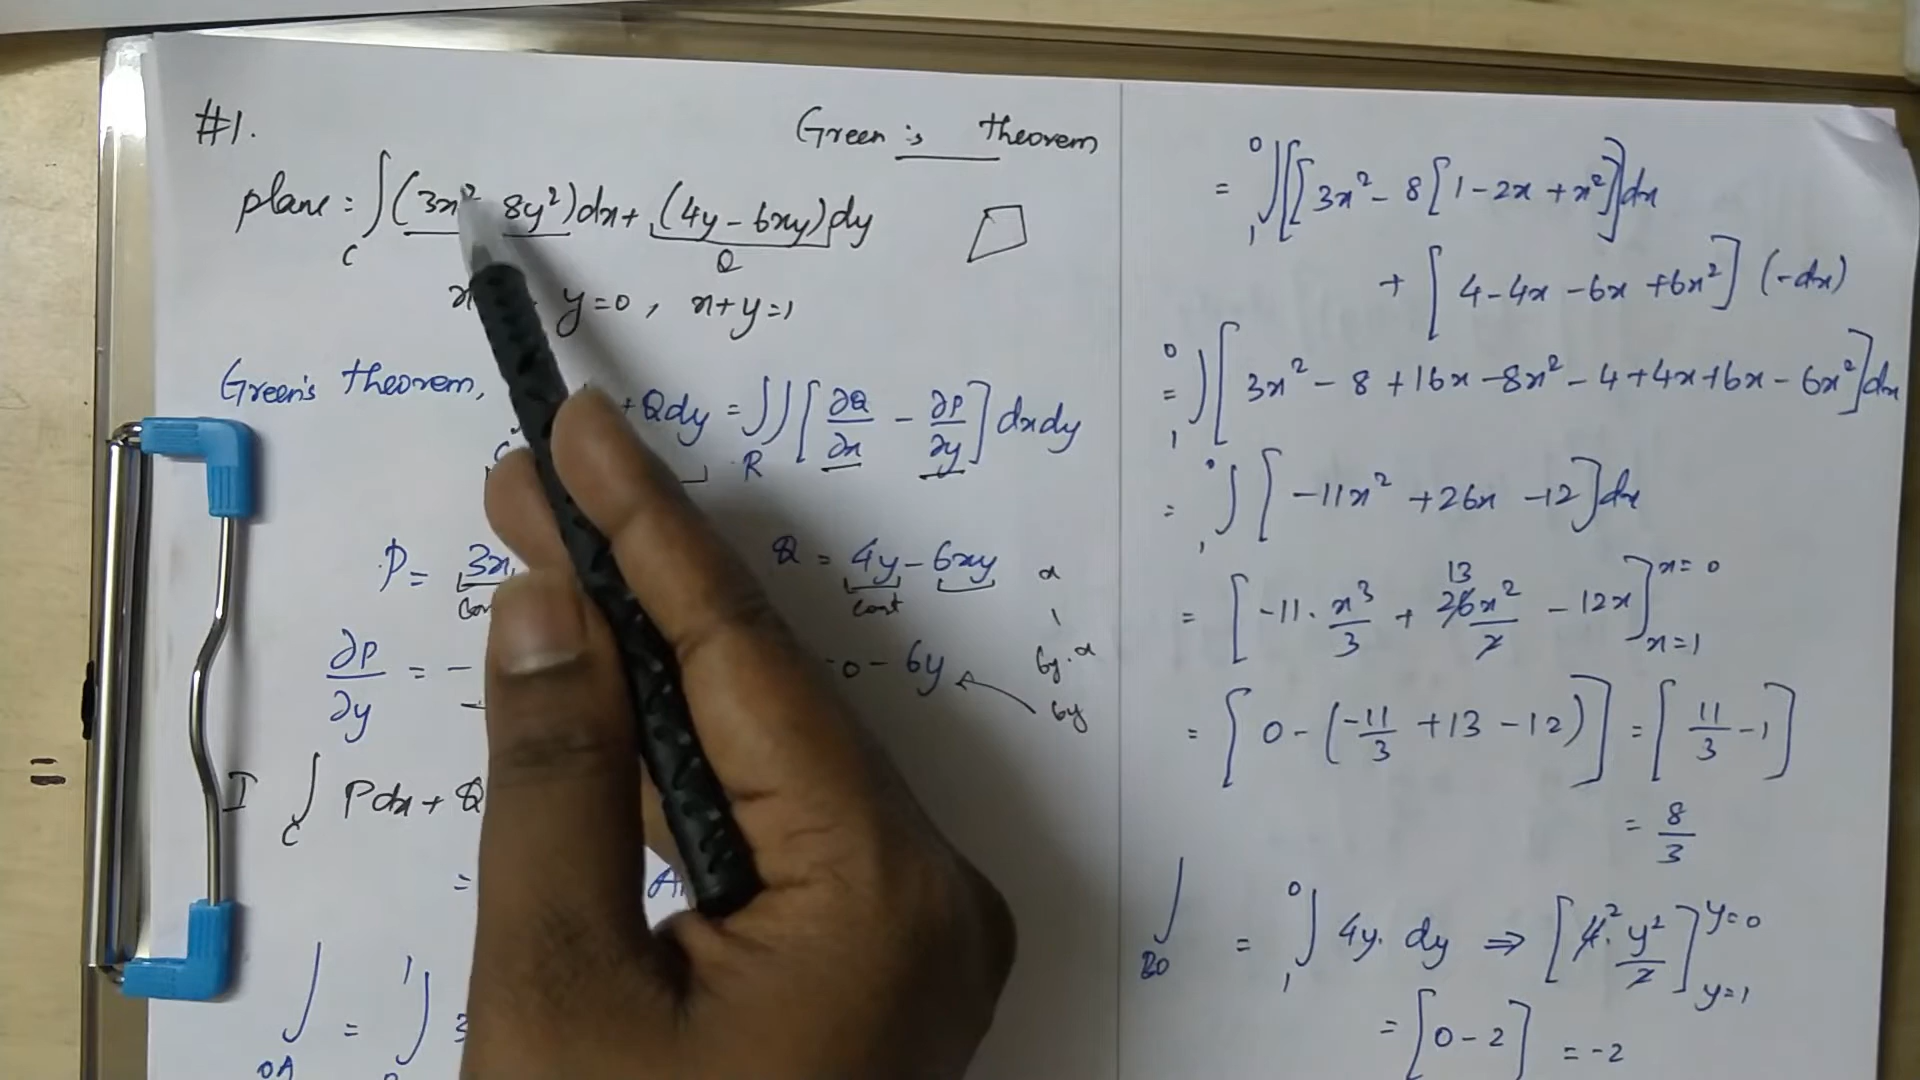 #1.
Green's theorem
plane = ∫ (3x² 8y²)dx + (4y - 6xy)dy
C
Q
x y=0, x+y=1
Green's theorem, + Qdy = ∬ [∂Q/∂x - ∂P/∂y] dxdy
C R
P = 3x Q = 4y - 6xy x
cont
∂P/∂y = - = 0 - 6y 6y.x
6y
I ∫ Pdx + Q
C
=
∫ = ∫ 3
OA
= ∫ [[3x² - 8[1 - 2x + x²]]dx
+ [4 - 4x - 6x + 6x²] (-dx)
= ∫ [3x² - 8 + 16x - 8x² - 4 + 4x + 6x - 6x²]dx
= ∫ [-11x² + 26x - 12]dx
= [-11. x³/3 + 26x²/2 - 12x] x=0 x=1
13
= [0 - (-11/3 + 13 - 12)] = [11/3 - 1]
= 8/3
∫ = ∫ 4y. dy ⇒ [4. y²/2] y=0 y=1
BO
= [0 - 2] = -2